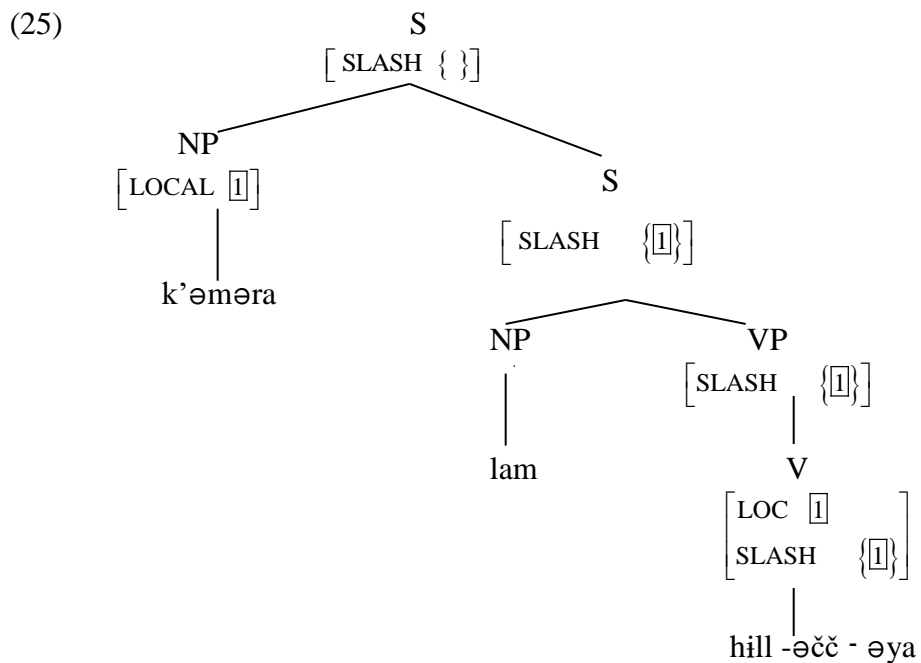 (25) S
[ SLASH { }]
NP
S
[LOCAL 1]
[ SLASH {1}]
k’əməra
NP VP
[SLASH {1}]
lam V
[LOC 1
SLASH {1}]
hɨll -əčč - əya